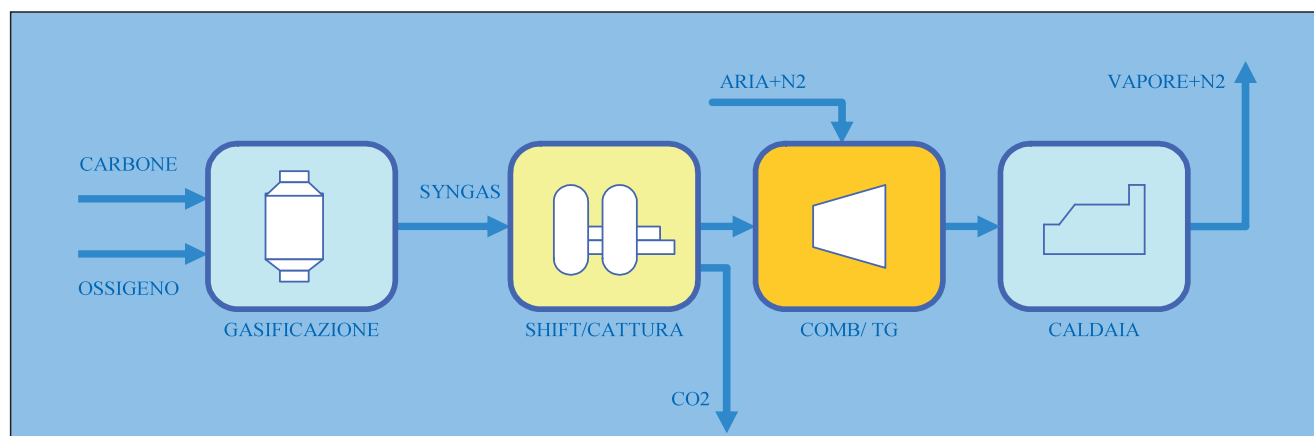 ARIA+N2
VAPORE+N2
CARBONE
SYNGAS
OSSIGENO
GASIFICAZIONE
SHIFT/CATTURA
COMB/ TG
CALDAIA
CO2